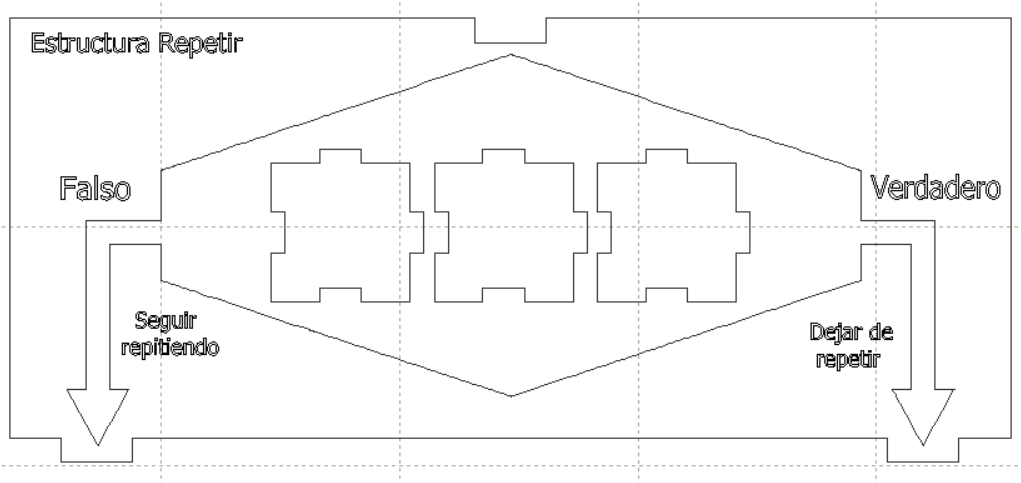 Estructura Repetir
Falso
Verdadero
Seguir
repitiendo
Dejar de
repetir